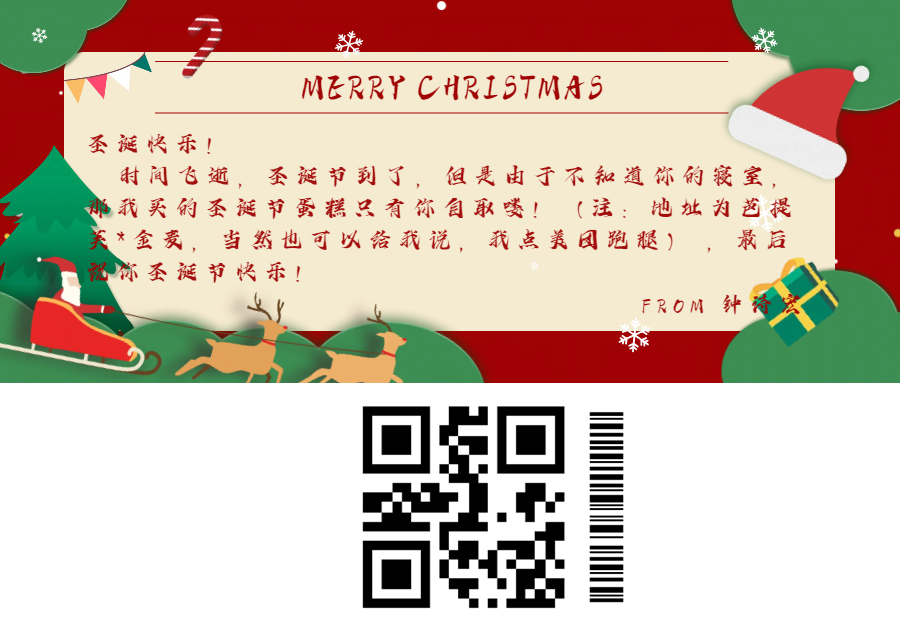 MERRY CHRISTMAS
圣诞快乐！
时间飞逝，圣诞节到了，但是由于不知道你的寝室，
那我买的圣诞节蛋糕只有你自取喽！（注：地址为芭提
芙*金麦，当然也可以给我说，我点美团跑腿），最后
祝你圣诞节快乐！
FROM 钟诗宏